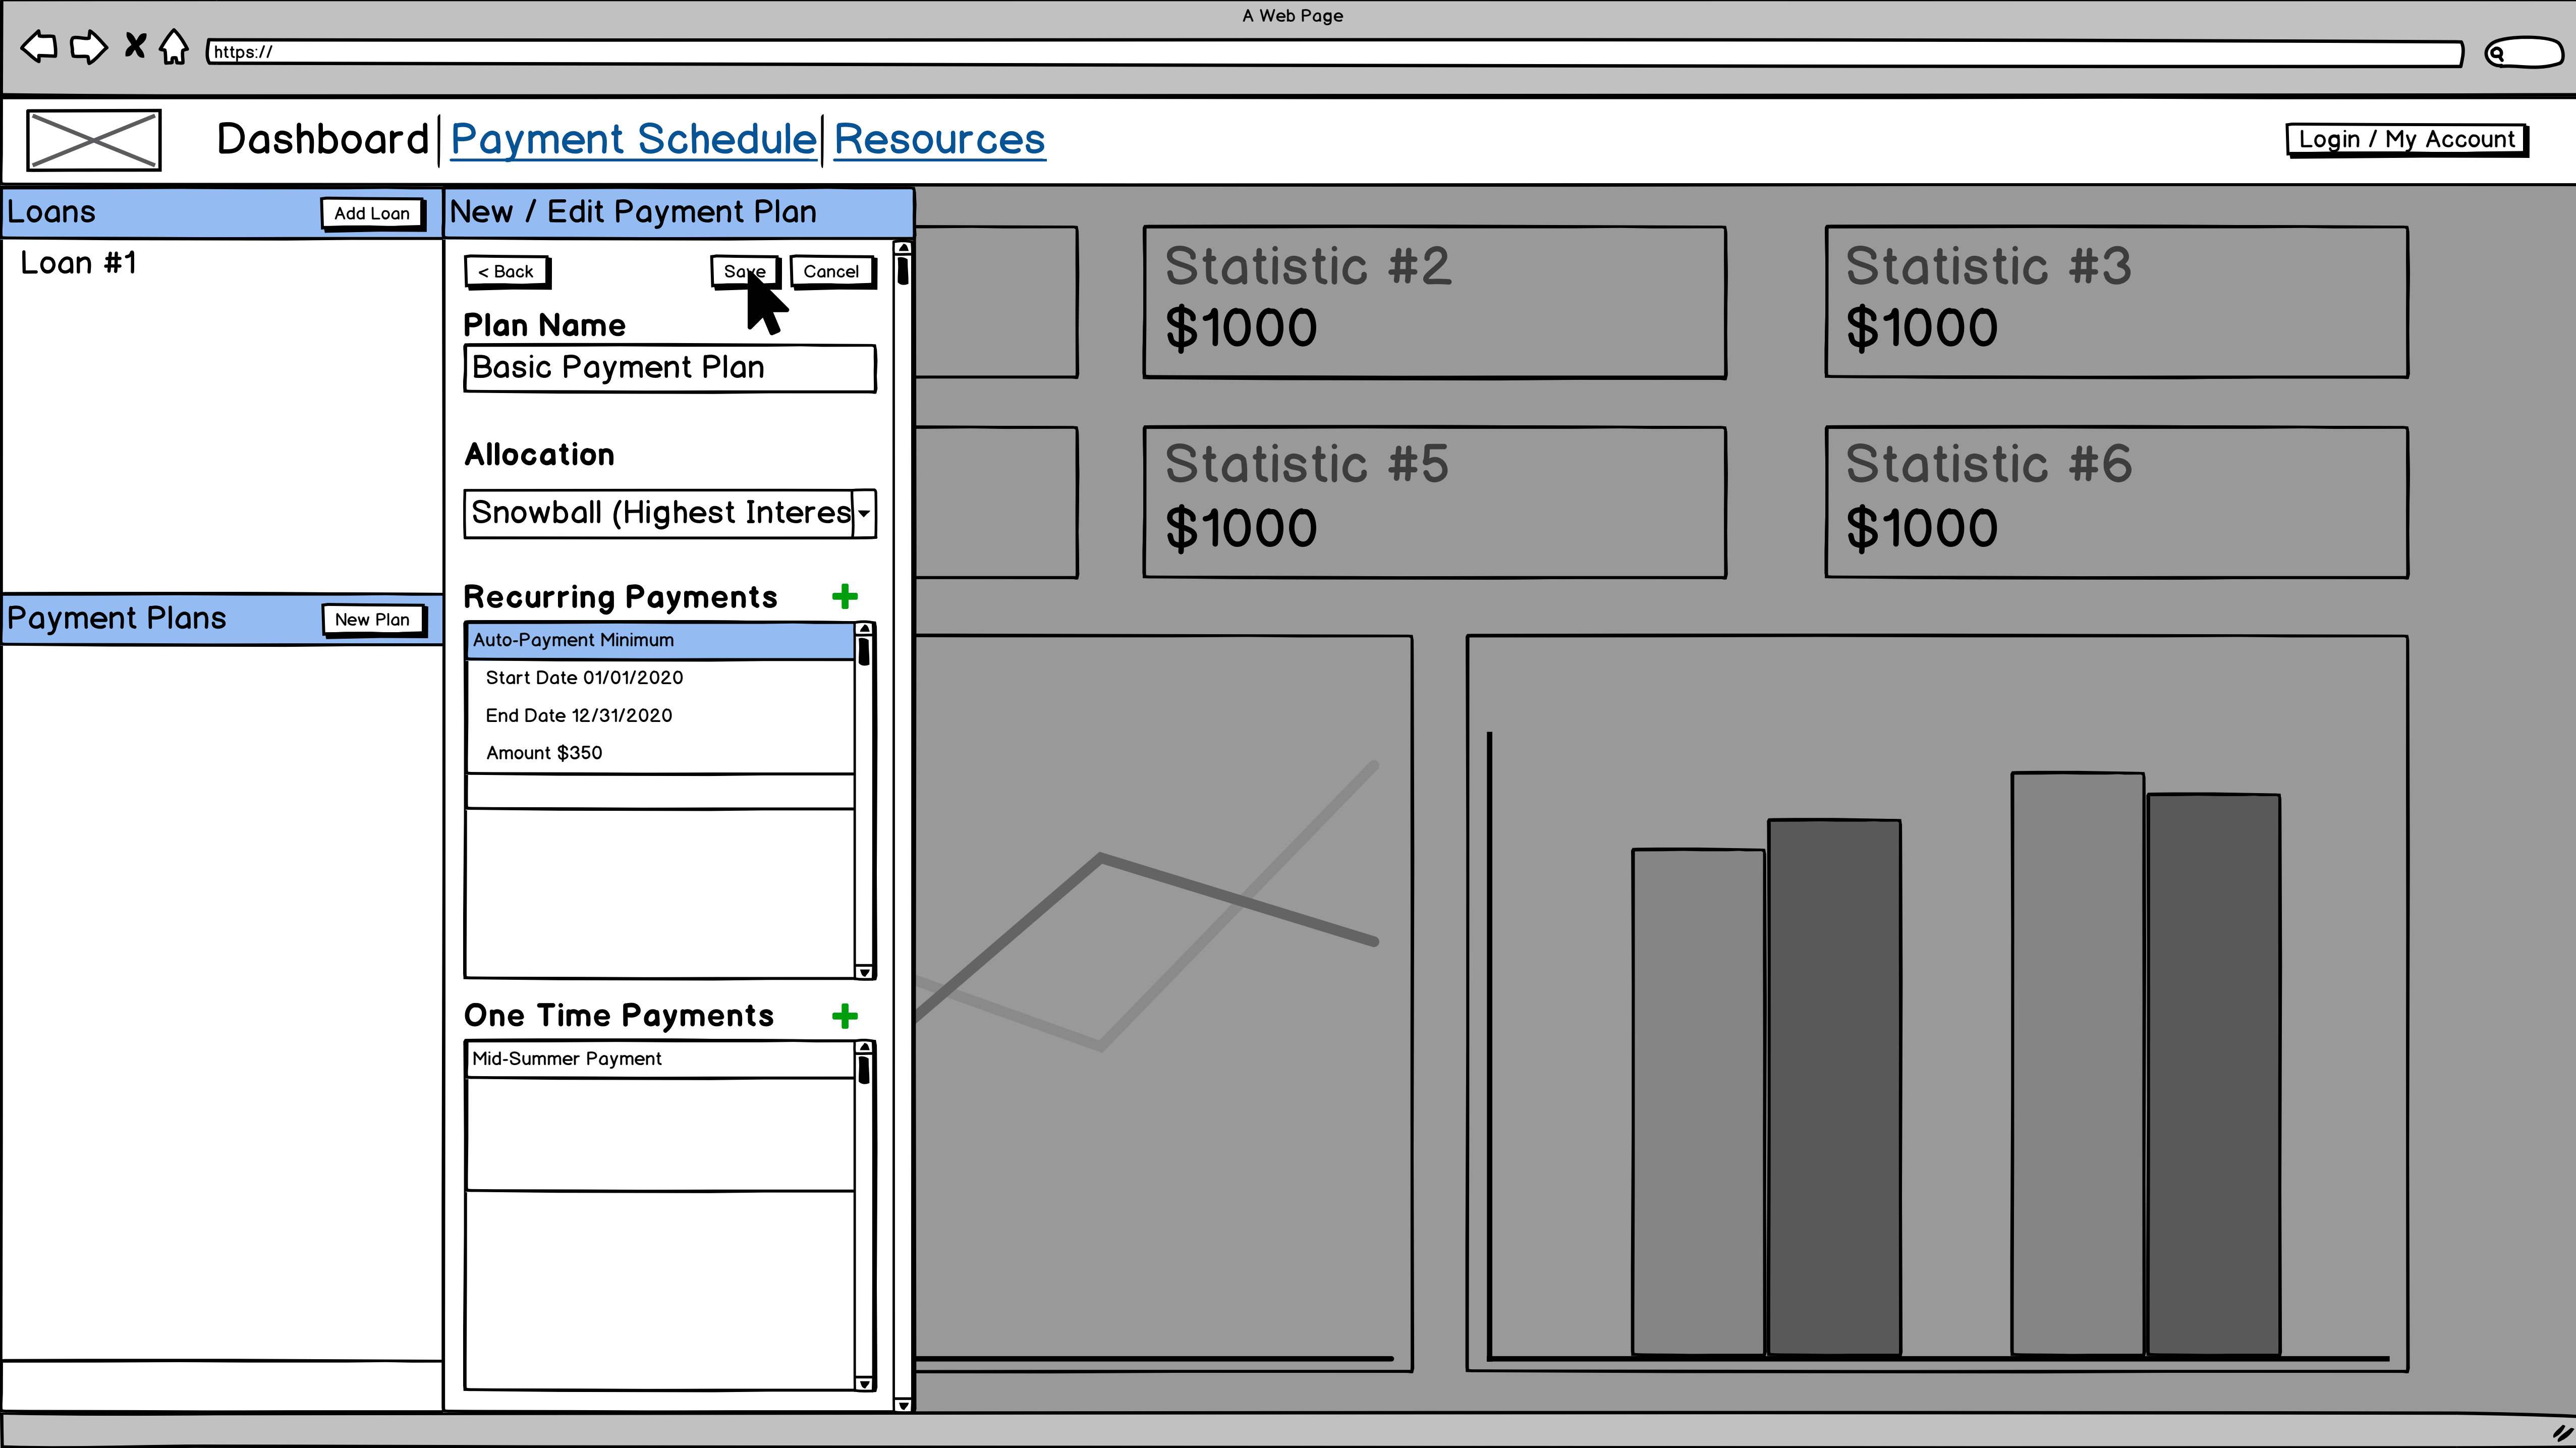 A Web Page
https://
Dashboard Payment Schedule Resources Login / My Account
Loans Add Loan
Loan #1
Payment Plans New Plan
New / Edit Payment Plan
< Back Save Cancel
Plan Name
Basic Payment Plan
Allocation
Snowball (Highest Interes
Recurring Payments
Auto-Payment Minimum
Start Date 01/01/2020
End Date 12/31/2020
Amount $350
One Time Payments
Mid-Summer Payment
Statistic #2
$1000
Statistic #3
$1000
Statistic #5
$1000
Statistic #6
$1000